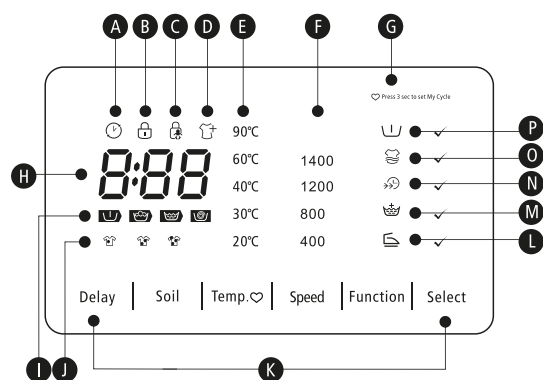 A B C D E F G
♡ Press 3 sec to set My Cycle
90℃
P
H 8:88 60℃ 1400 O
40℃ 1200 N
30℃ 800 M
20℃ 400 L
Delay Soil Temp.♡ Speed Function Select
I J K